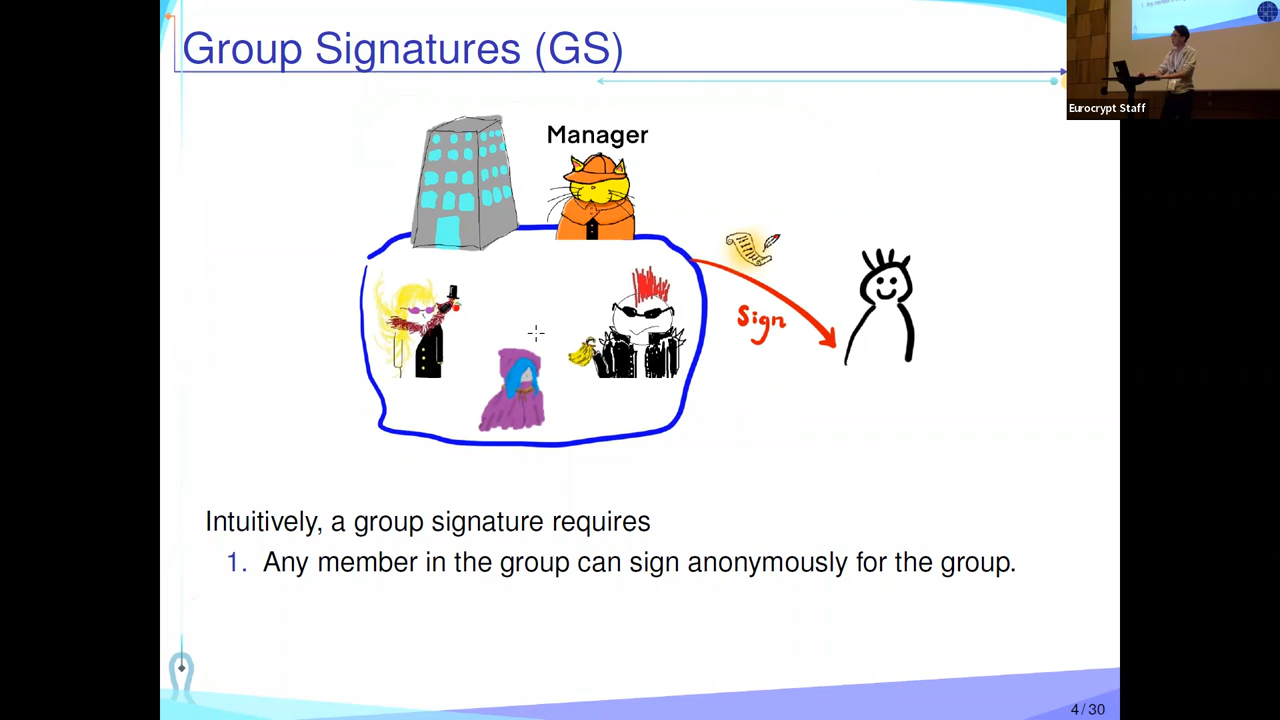 Group Signatures (GS)
Eurocrypt Staff
Manager
Sign
Intuitively, a group signature requires
1. Any member in the group can sign anonymously for the group.
4/30